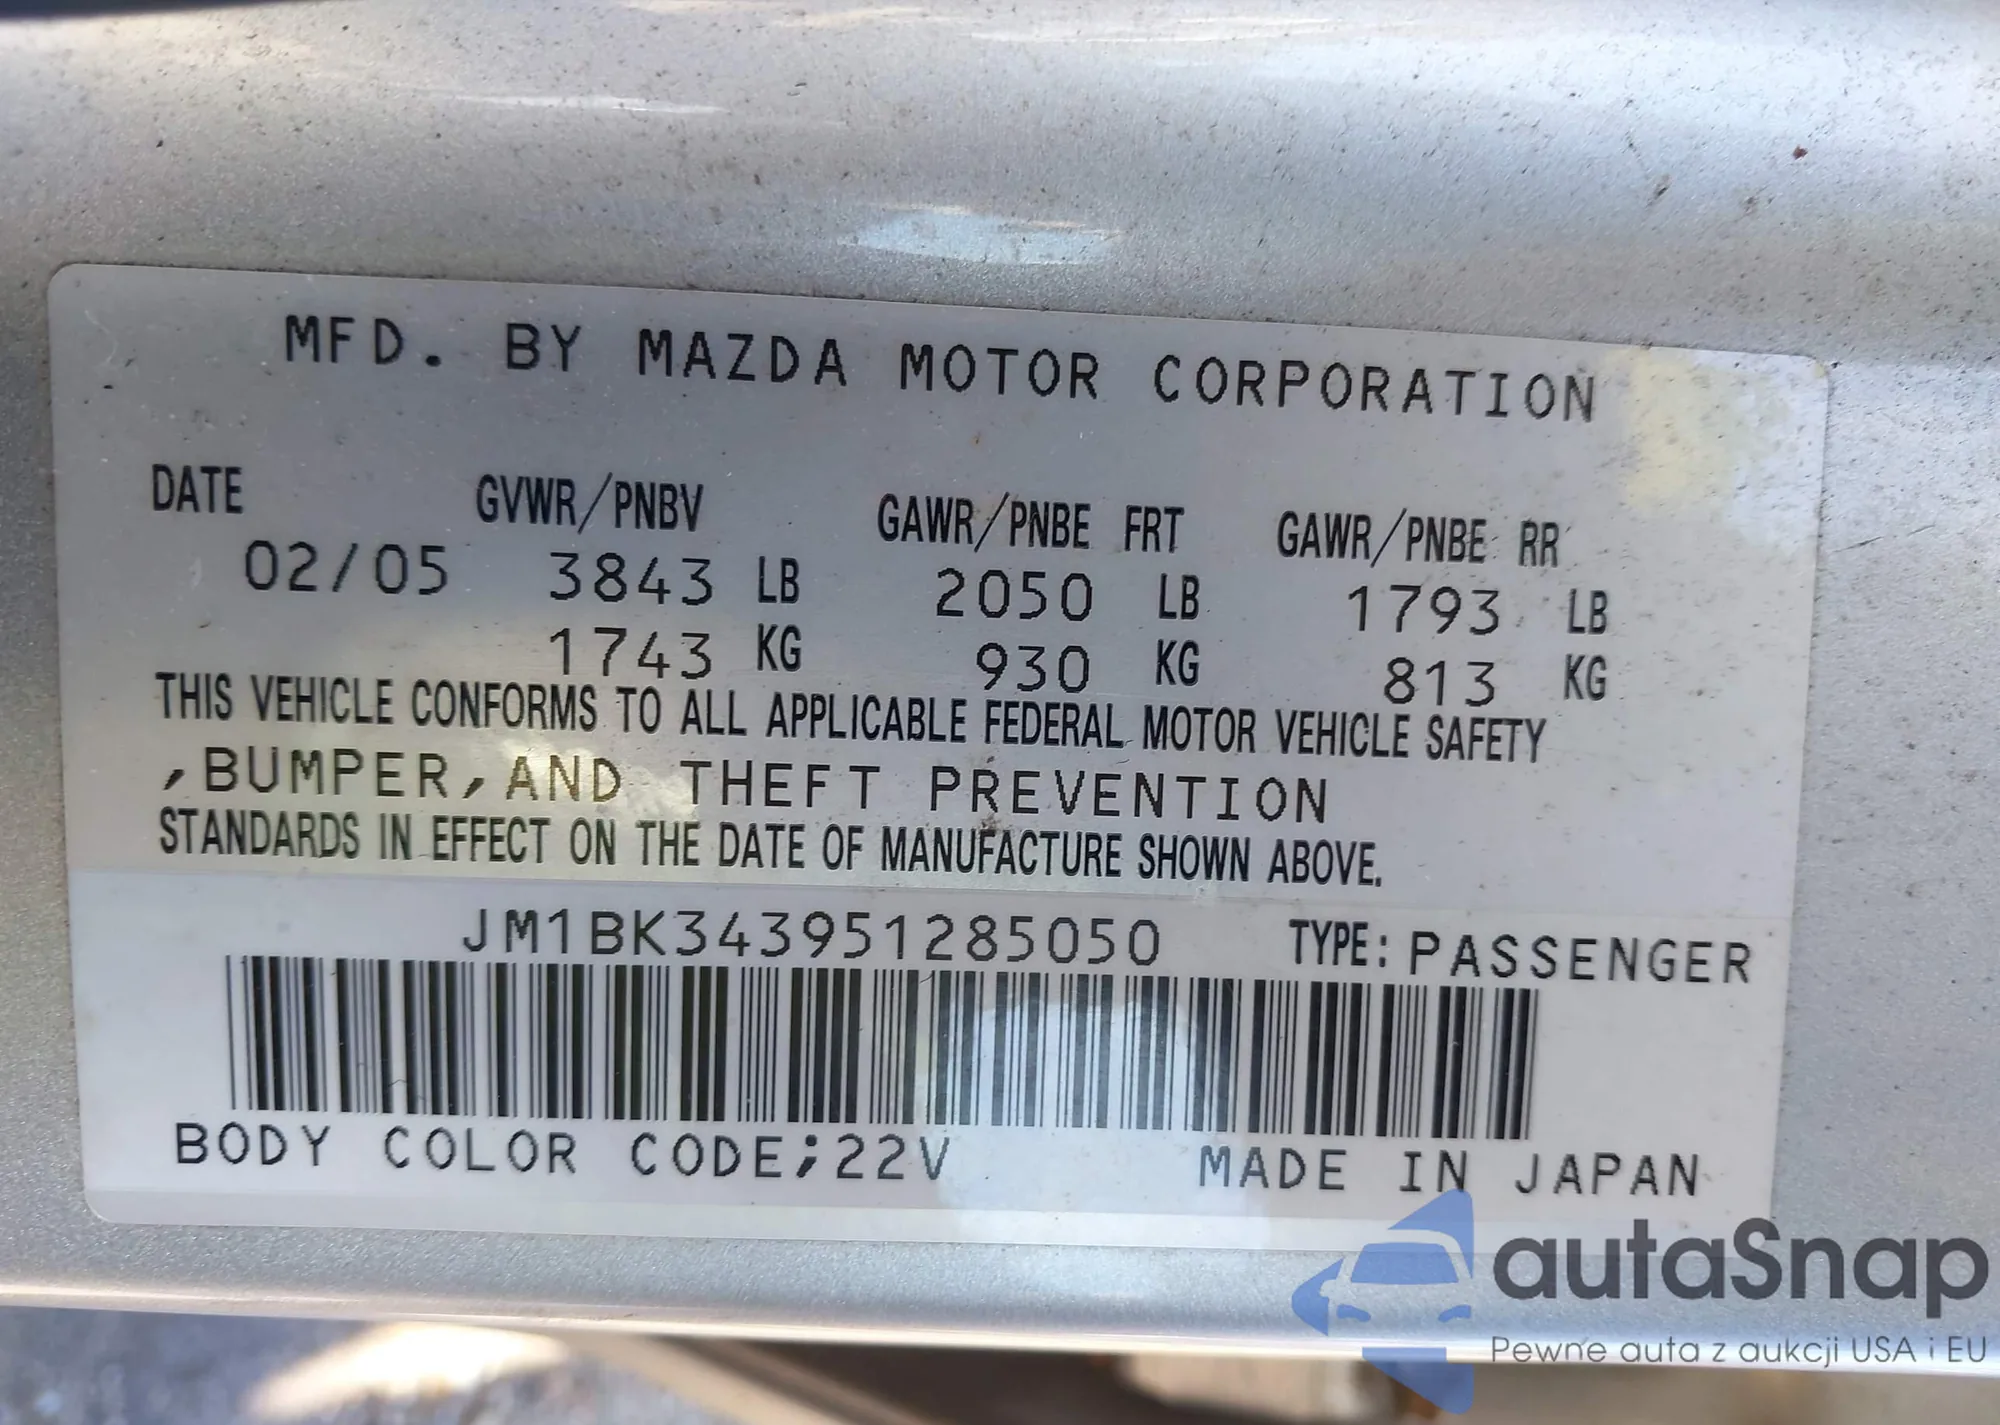 MFD. BY MAZDA MOTOR CORPORATION
DATE GVWR/PNBV GAWR/PNBE FRT GAWR/PNBE RR
02/05 3843 LB 2050 LB 1793 LB
1743 KG 930 KG 813 KG
THIS VEHICLE CONFORMS TO ALL APPLICABLE FEDERAL MOTOR VEHICLE SAFETY
,BUMPER,AND THEFT PREVENTION
STANDARDS IN EFFECT ON THE DATE OF MANUFACTURE SHOWN ABOVE.
JM1BK343951285050 TYPE: PASSENGER
BODY COLOR CODE;22V MADE IN JAPAN
autaSnap
Pewne auta z aukcji USA i EU